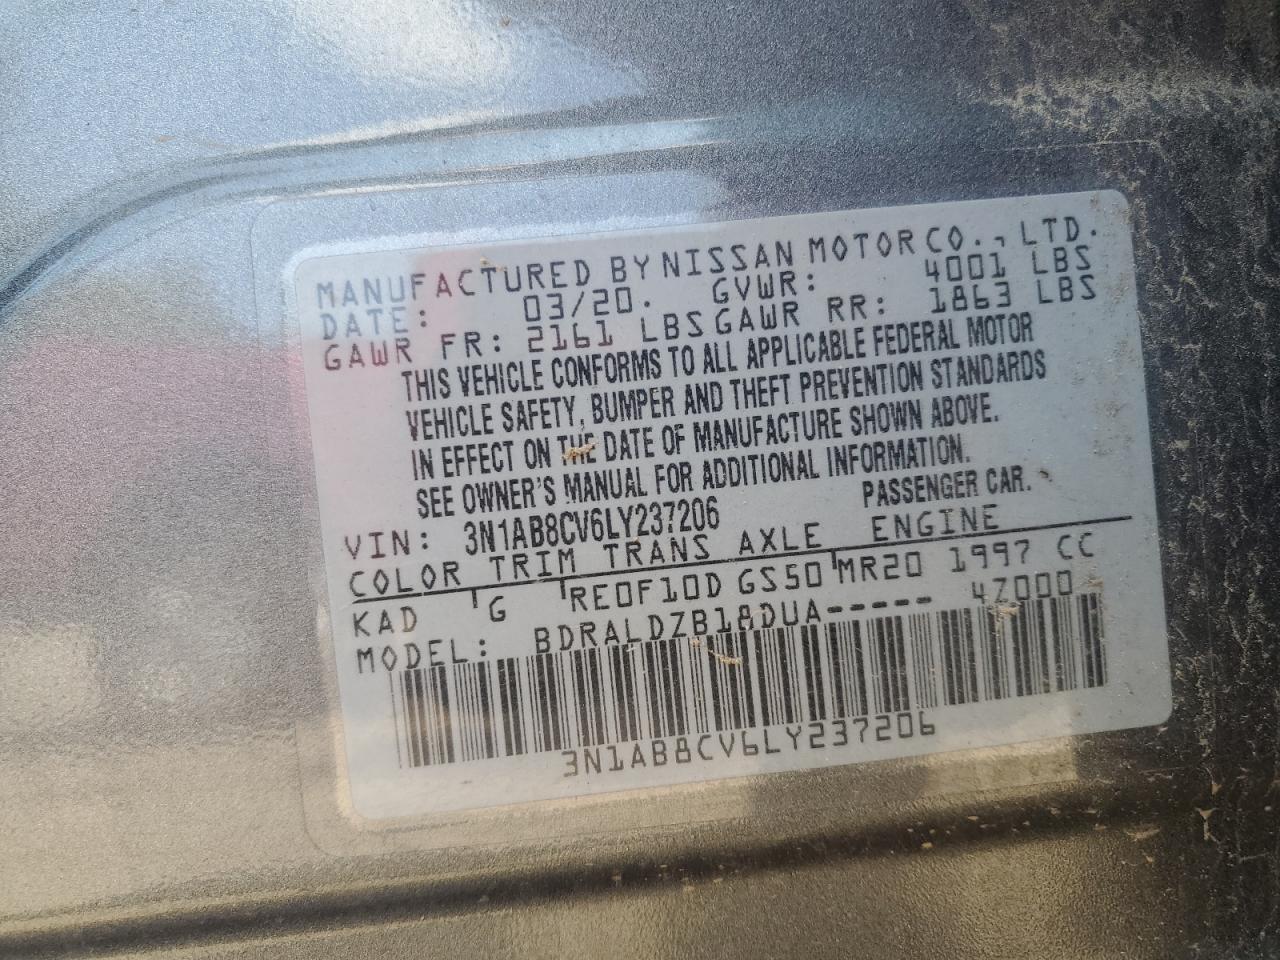 MANUFACTURED BY NISSAN MOTOR CO., LTD.
DATE: 03/20. GVWR: 4001 LBS
GAWR FR: 2161 LBS GAWR RR: 1863 LBS
THIS VEHICLE CONFORMS TO ALL APPLICABLE FEDERAL MOTOR
VEHICLE SAFETY, BUMPER AND THEFT PREVENTION STANDARDS
IN EFFECT ON THE DATE OF MANUFACTURE SHOWN ABOVE.
SEE OWNER'S MANUAL FOR ADDITIONAL INFORMATION.
VIN: 3N1AB8CV6LY237206 PASSENGER CAR.
COLOR TRIM TRANS AXLE ENGINE
KAD G RE0F10D GS50 MR20 1997 CC
MODEL: BDRALDZB18DUA----- 4Z000
3N1AB8CV6LY237206